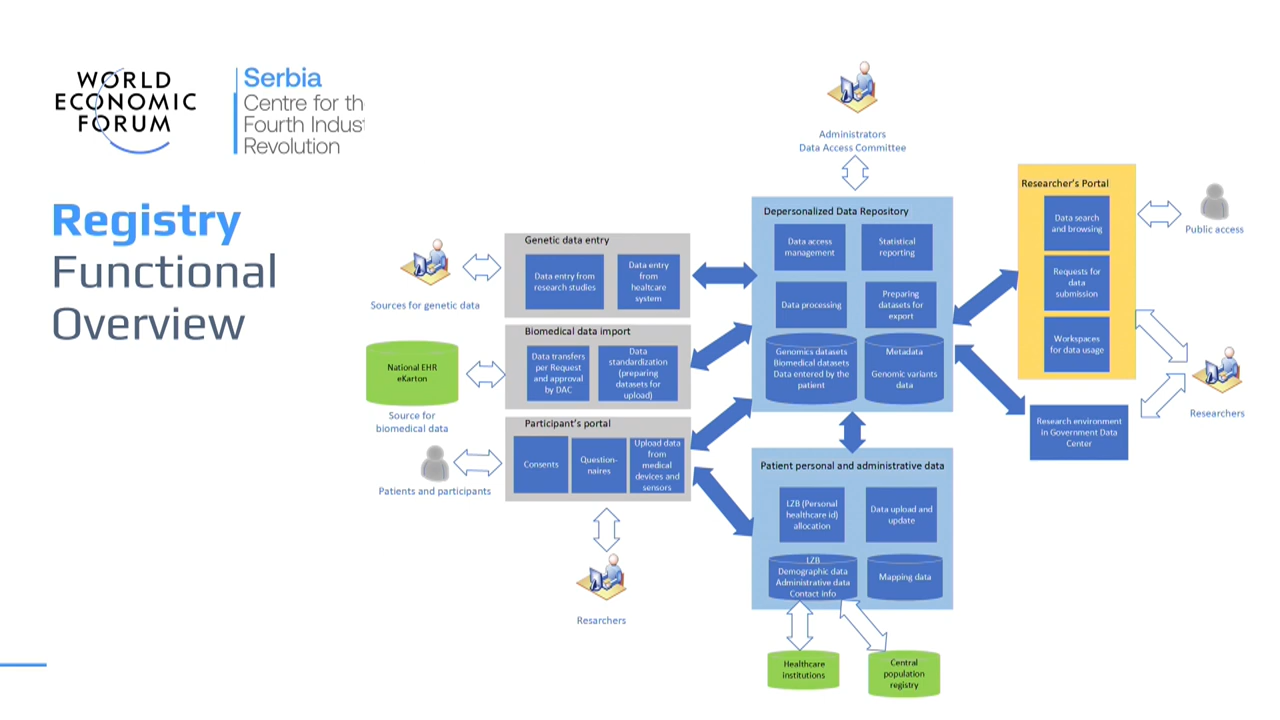 WORLD
ECONOMIC
FORUM
Serbia
Centre for th
Fourth Indus
Revolution
Registry
Functional
Overview
Administrators
Data Access Committee
Sources for genetic data
Genetic data entry
Data entry from
research studies
Data entry
from
healtcare
system
National EHR
eKarton
Source for
biomedical data
Biomedical data import
Data transfers
per Request
and approval
by DAC
Data
standardization
(preparing
datasets for
upload)
Patients and participants
Participant's portal
Consents
Question-
naires
Upload data
from
medical
devices and
sensors
Resarchers
Depersonalized Data Repository
Data access
management
Statistical
reporting
Data processing
Preparing
datasets for
export
Genomics datasets
Biomedical datasets
Data entered by the
patient
Metadata
Genomic variants
data
Patient personal and administrative data
LZB (Personal
healthcare id)
allocation
Data upload and
update
LZB
Demographic data
Administrative data
Contact info
Mapping data
Healthcare
institutions
Central
population
registry
Researcher's Portal
Data search
and browsing
Requests for
data
submission
Workspaces
for data usage
Public access
Researchers
Research environment
in Government Data
Center